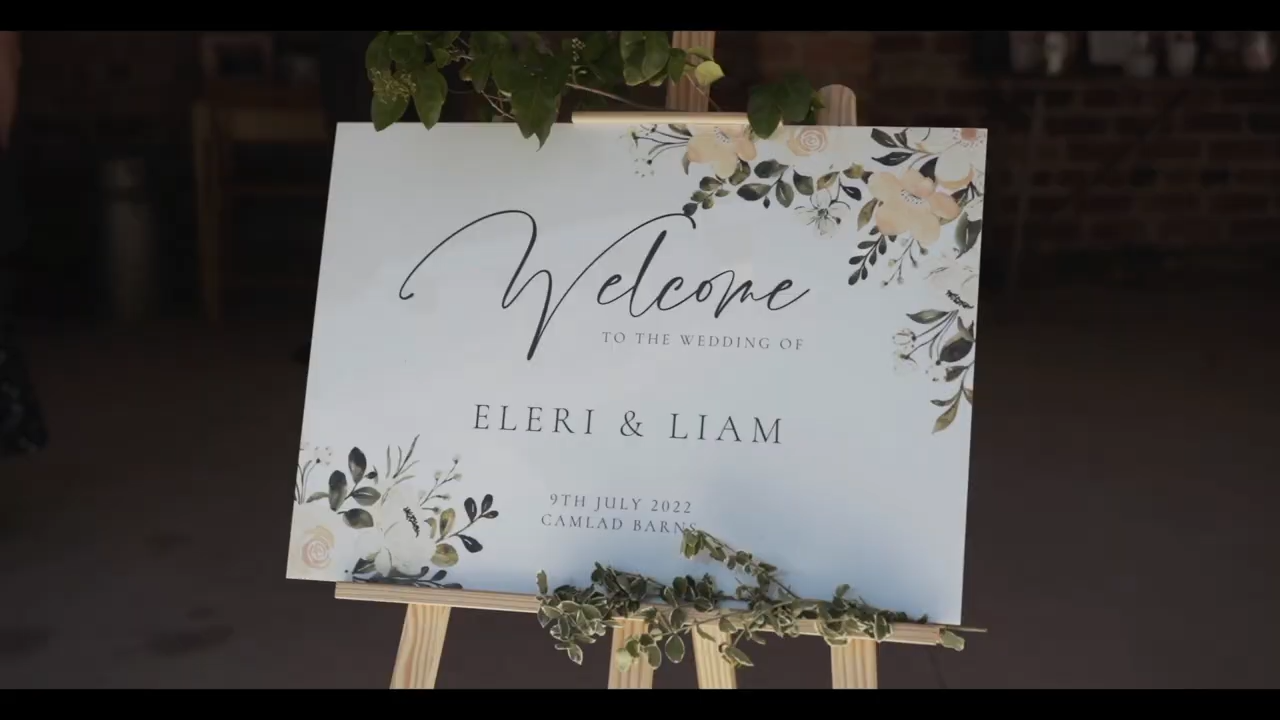 Welcome
TO THE WEDDING OF
ELERI & LIAM
9TH JULY 2022
CAMLAD BARNS